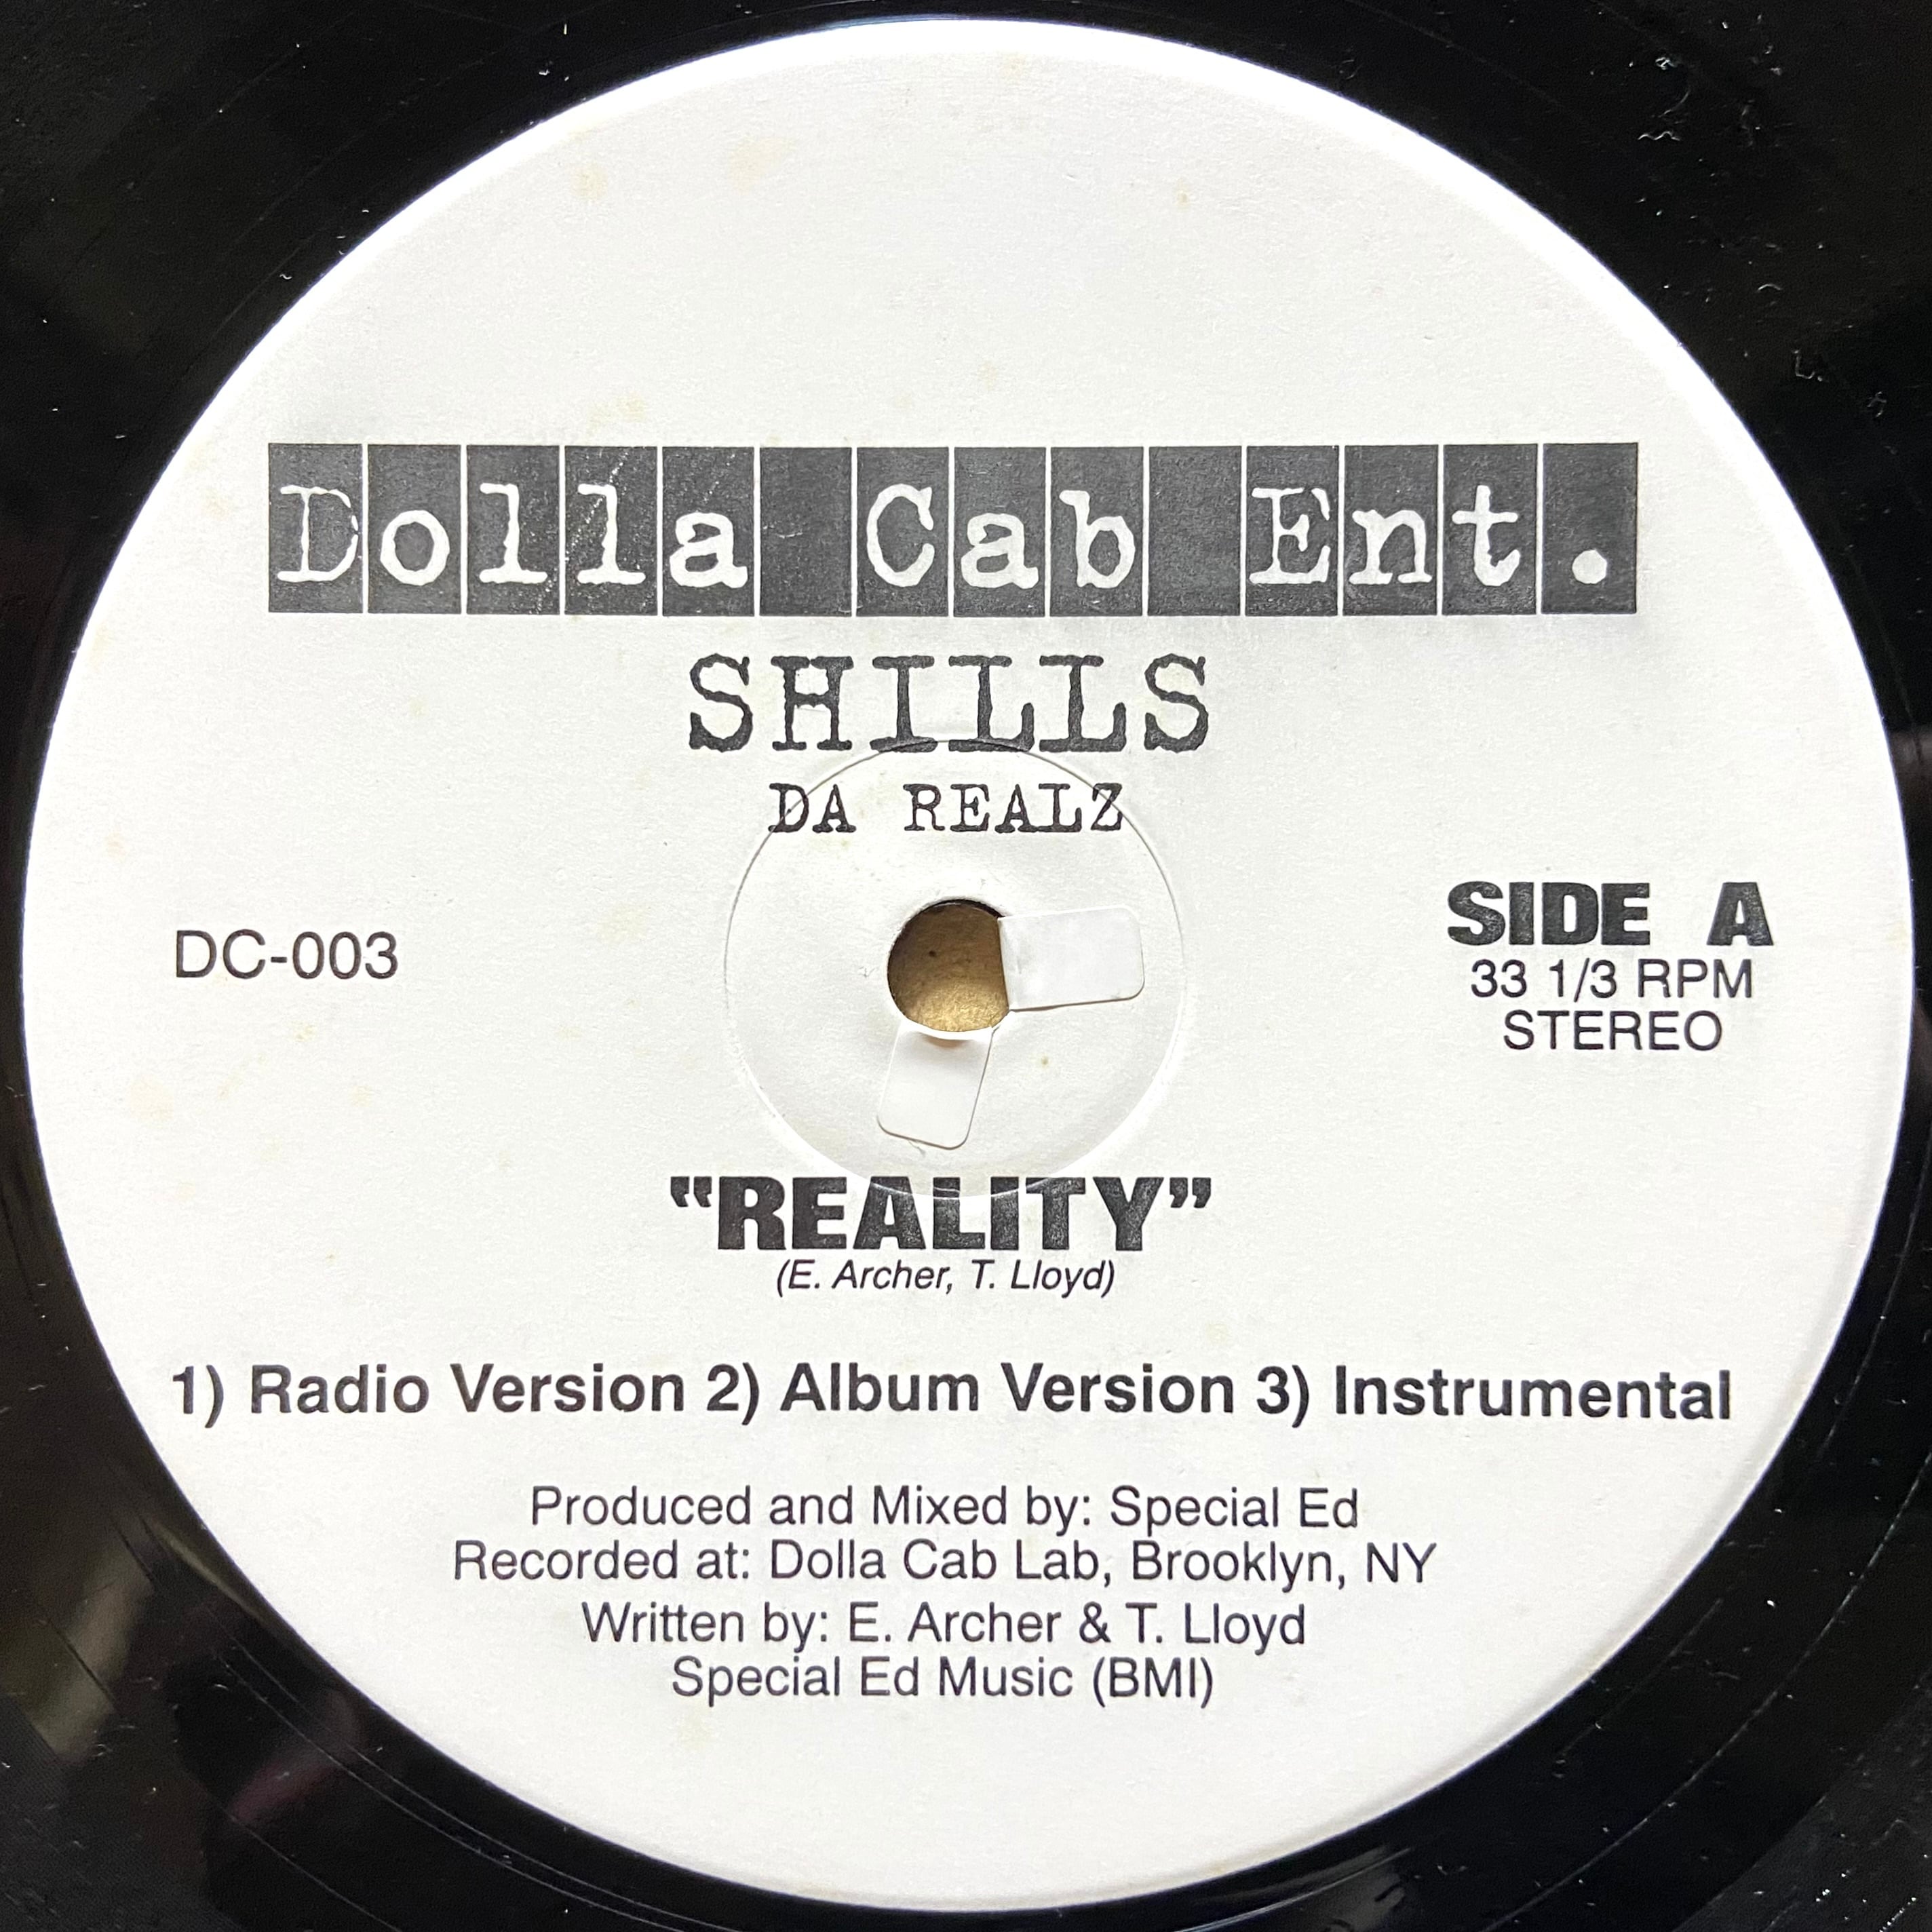 Dolla Cab Ent.
SHILLS
DA REALZ
DC-003
SIDE A
33 1/3 RPM
STEREO
"REALITY"
(E. Archer, T. Lloyd)
1) Radio Version 2) Album Version 3) Instrumental
Produced and Mixed by: Special Ed
Recorded at: Dolla Cab Lab, Brooklyn, NY
Written by: E. Archer & T. Lloyd
Special Ed Music (BMI)